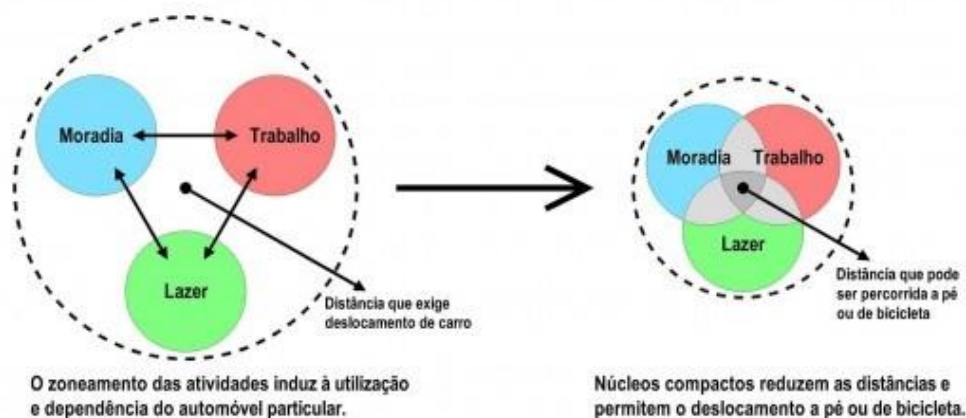 Moradia
Trabalho
Lazer
Distância que exige
deslocamento de carro
O zoneamento das atividades induz à utilização
e dependência do automóvel particular.
Moradia
Trabalho
Lazer
Distância que pode
ser percorrida a pé
ou de bicicleta
Núcleos compactos reduzem as distâncias e
permitem o deslocamento a pé ou de bicicleta.